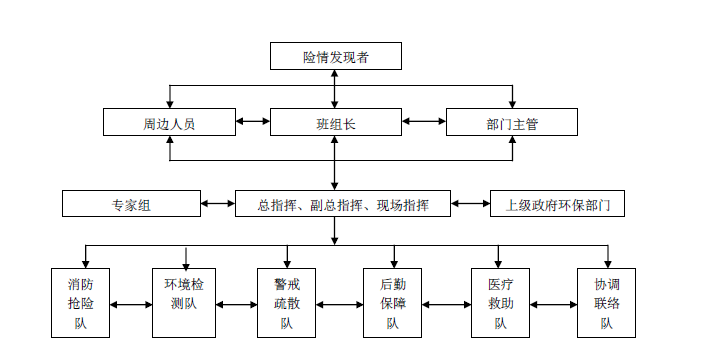 险情发现者
周边人员
班组长
部门主管
专家组
总指挥、副总指挥、现场指挥
上级政府环保部门
消防
抢险
队
环境检
测队
警戒
疏散
队
后勤
保障
队
医疗
救助
队
协调
联络
队